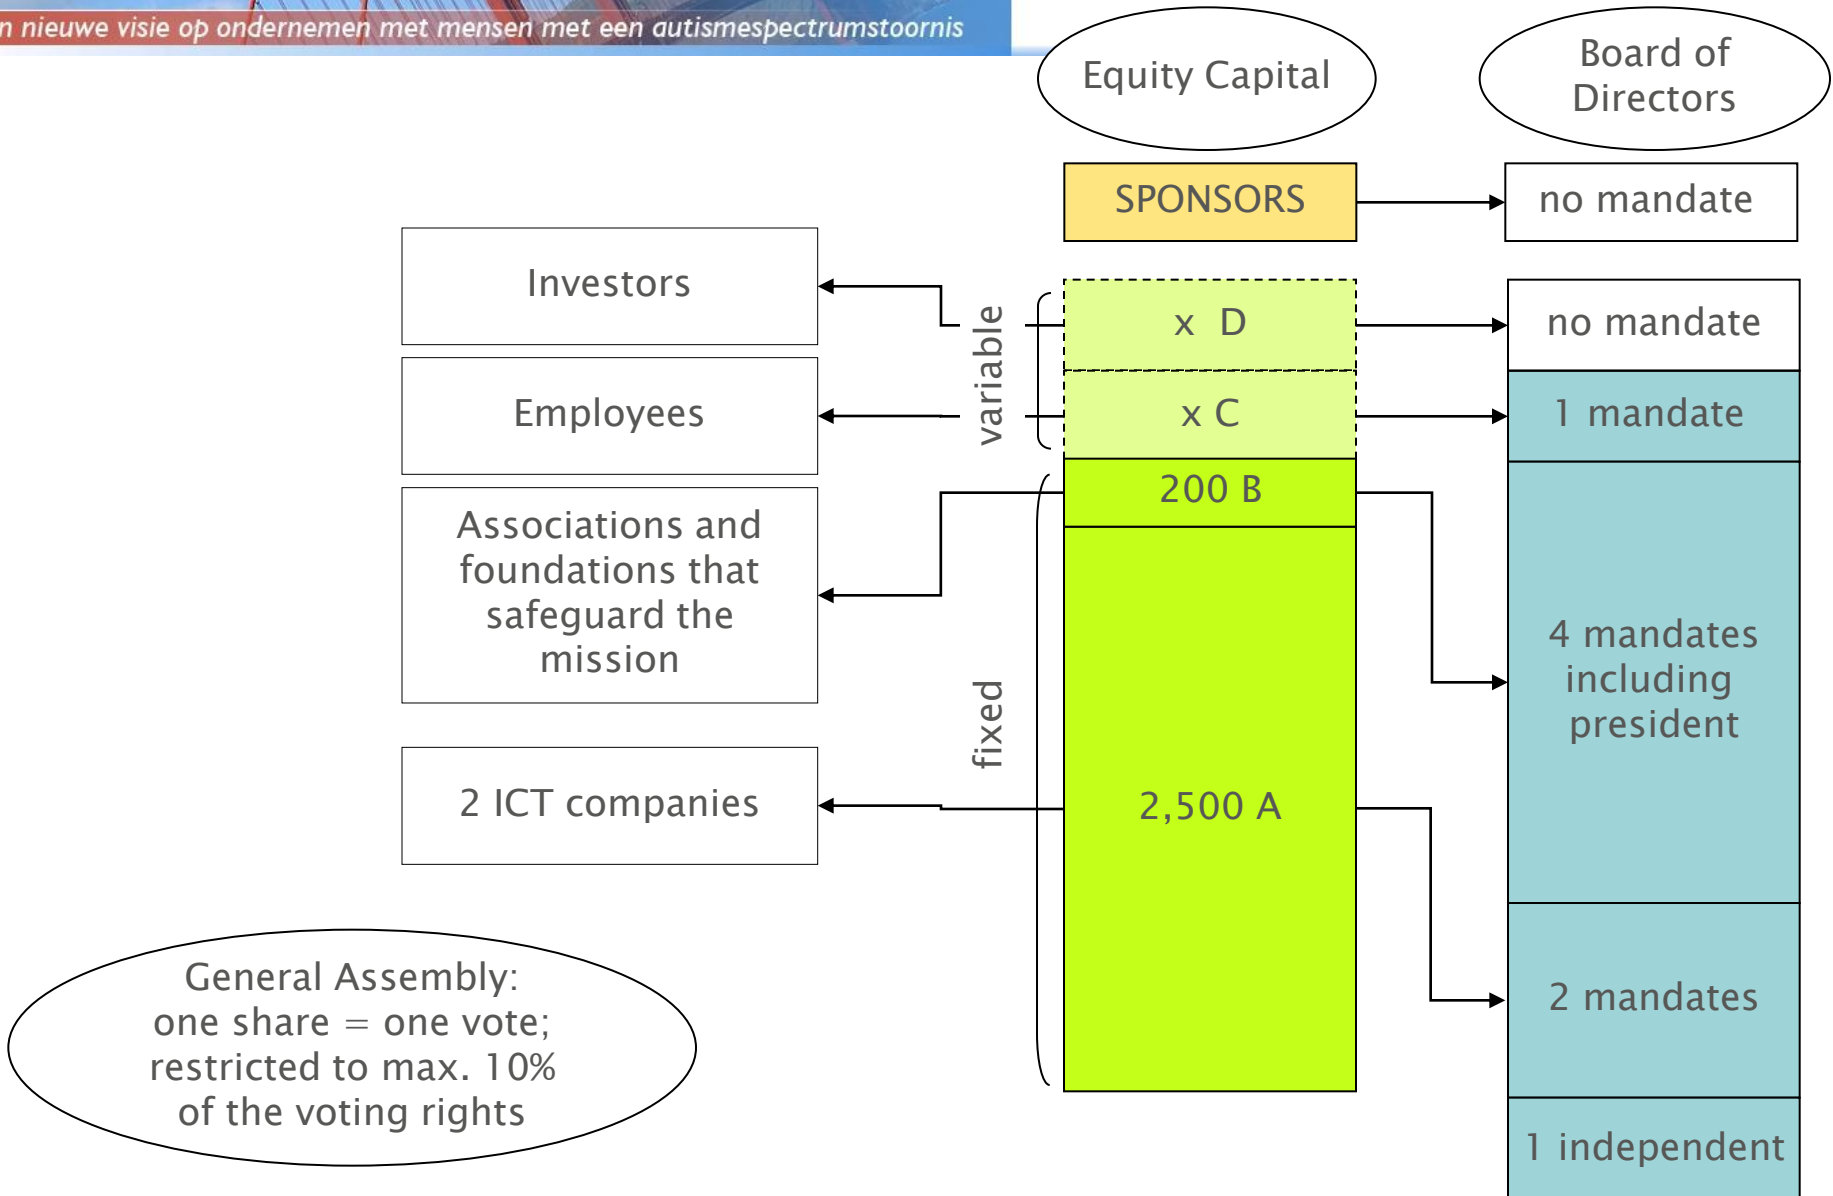 n nieuwe visie op ondernemen met mensen met een autismespectrumstoornis
Equity Capital
Board of
Directors
SPONSORS
no mandate
Investors
variable
x D
no mandate
Employees
x C
1 mandate
200 B
Associations and
foundations that
safeguard the
mission
4 mandates
including
president
fixed
2 ICT companies
2,500 A
General Assembly:
one share = one vote;
restricted to max. 10%
of the voting rights
2 mandates
1 independent